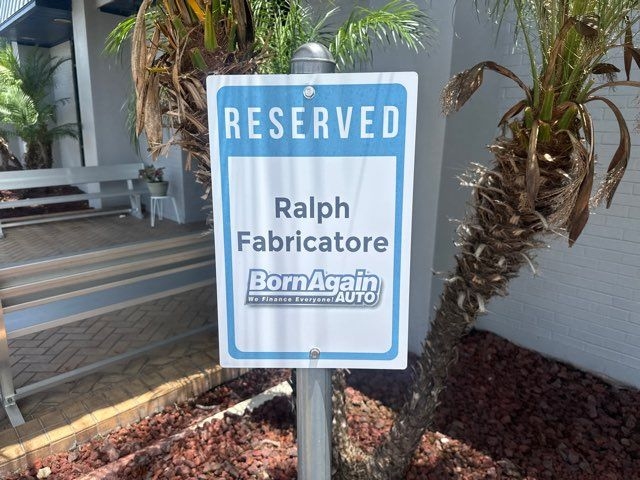 RESERVED
Ralph
Fabricatore
BornAgain
We Finance Everyone! AUTO